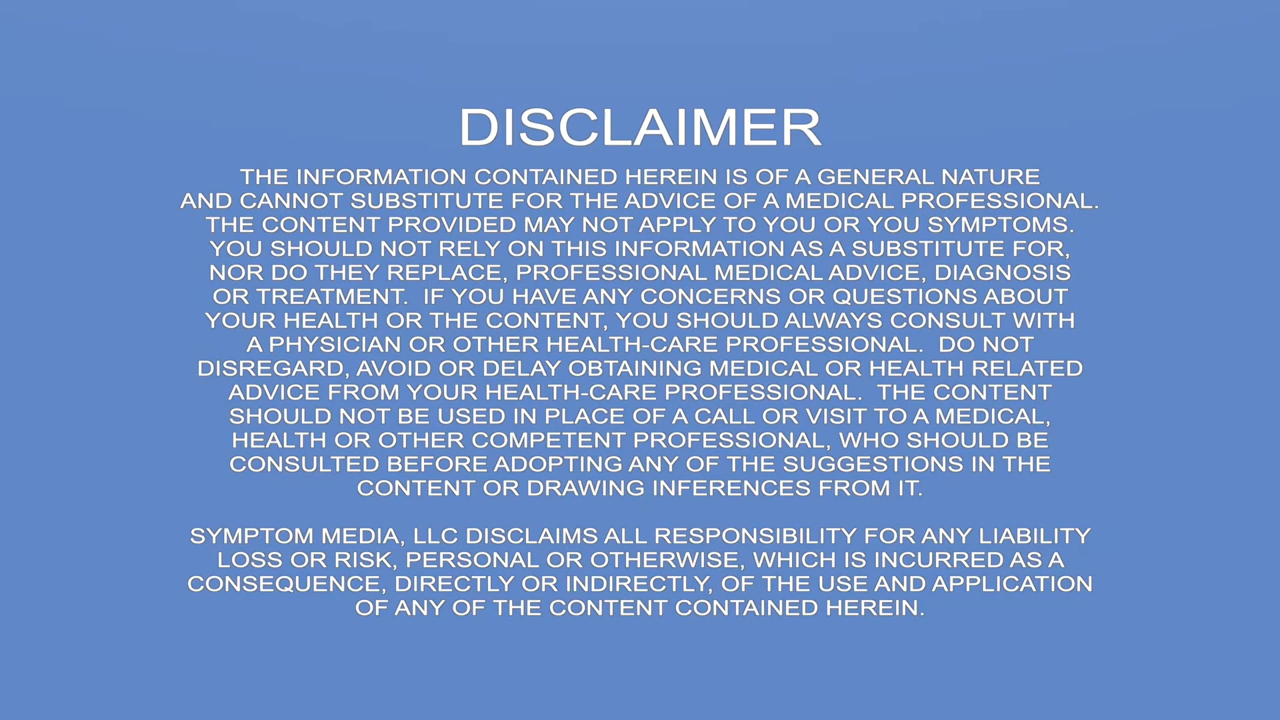 DISCLAIMER
THE INFORMATION CONTAINED HEREIN IS OF A GENERAL NATURE
AND CANNOT SUBSTITUTE FOR THE ADVICE OF A MEDICAL PROFESSIONAL.
THE CONTENT PROVIDED MAY NOT APPLY TO YOU OR YOU SYMPTOMS.
YOU SHOULD NOT RELY ON THIS INFORMATION AS A SUBSTITUTE FOR,
NOR DO THEY REPLACE, PROFESSIONAL MEDICAL ADVICE, DIAGNOSIS
OR TREATMENT.  IF YOU HAVE ANY CONCERNS OR QUESTIONS ABOUT
YOUR HEALTH OR THE CONTENT, YOU SHOULD ALWAYS CONSULT WITH
A PHYSICIAN OR OTHER HEALTH-CARE PROFESSIONAL.  DO NOT
DISREGARD, AVOID OR DELAY OBTAINING MEDICAL OR HEALTH RELATED
ADVICE FROM YOUR HEALTH-CARE PROFESSIONAL.  THE CONTENT
SHOULD NOT BE USED IN PLACE OF A CALL OR VISIT TO A MEDICAL,
HEALTH OR OTHER COMPETENT PROFESSIONAL, WHO SHOULD BE
CONSULTED BEFORE ADOPTING ANY OF THE SUGGESTIONS IN THE
CONTENT OR DRAWING INFERENCES FROM IT.
SYMPTOM MEDIA, LLC DISCLAIMS ALL RESPONSIBILITY FOR ANY LIABILITY
LOSS OR RISK, PERSONAL OR OTHERWISE, WHICH IS INCURRED AS A
CONSEQUENCE, DIRECTLY OR INDIRECTLY, OF THE USE AND APPLICATION
OF ANY OF THE CONTENT CONTAINED HEREIN.